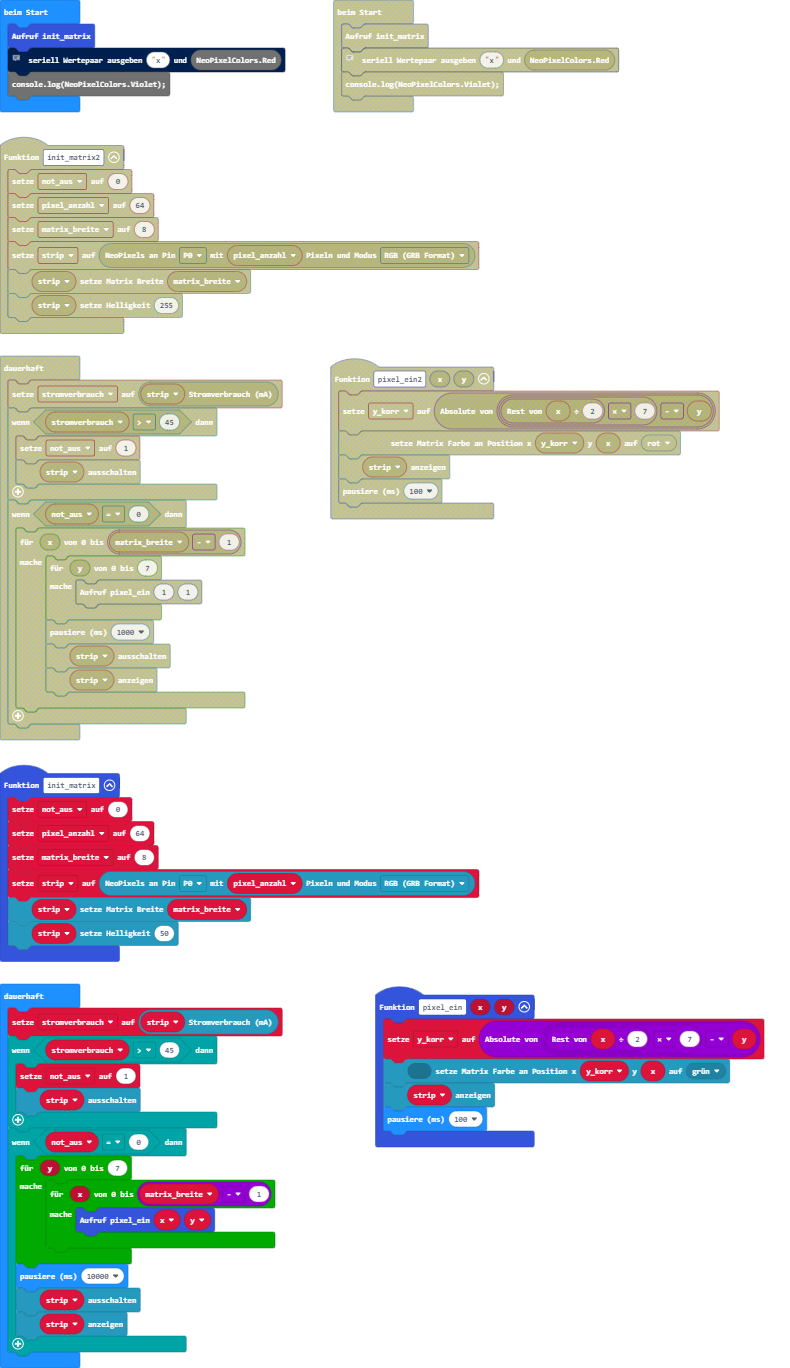 beim Start
Aufruf init_matrix
seriell Wertepaar ausgeben "x" und NeoPixelColors.Red
console.log(NeoPixelColors.Violet);
beim Start
Aufruf init_matrix
seriell Wertepaar ausgeben "x" und NeoPixelColors.Red
console.log(NeoPixelColors.Violet);
Funktion init_matrix2
setze not_aus auf 0
setze pixel_anzahl auf 64
setze matrix_breite auf 8
setze strip auf NeoPixels an Pin P0 mit pixel_anzahl Pixeln und Modus RGB (GRB Format)
strip setze Matrix Breite matrix_breite
strip setze Helligkeit 255
dauerhaft
setze stromverbrauch auf strip Stromverbrauch (mA)
wenn stromverbrauch > 45 dann
setze not_aus auf 1
strip ausschalten
wenn not_aus = 0 dann
für x von 0 bis matrix_breite - 1
mache für y von 0 bis 7
mache Aufruf pixel_ein 1 1
pausiere (ms) 1000
strip ausschalten
strip anzeigen
Funktion pixel_ein2 x y
setze y_korr auf Absolute von Rest von x ÷ 2 × 7 - y
setze Matrix Farbe an Position x y_korr y x auf rot
strip anzeigen
pausiere (ms) 100
Funktion init_matrix
setze not_aus auf 0
setze pixel_anzahl auf 64
setze matrix_breite auf 8
setze strip auf NeoPixels an Pin P0 mit pixel_anzahl Pixeln und Modus RGB (GRB Format)
strip setze Matrix Breite matrix_breite
strip setze Helligkeit 50
dauerhaft
setze stromverbrauch auf strip Stromverbrauch (mA)
wenn stromverbrauch > 45 dann
setze not_aus auf 1
strip ausschalten
wenn not_aus = 0 dann
für y von 0 bis 7
mache für x von 0 bis matrix_breite - 1
mache Aufruf pixel_ein x y
pausiere (ms) 10000
strip ausschalten
strip anzeigen
Funktion pixel_ein x y
setze y_korr auf Absolute von Rest von x ÷ 2 × 7 - y
setze Matrix Farbe an Position x y_korr y x auf grün
strip anzeigen
pausiere (ms) 100